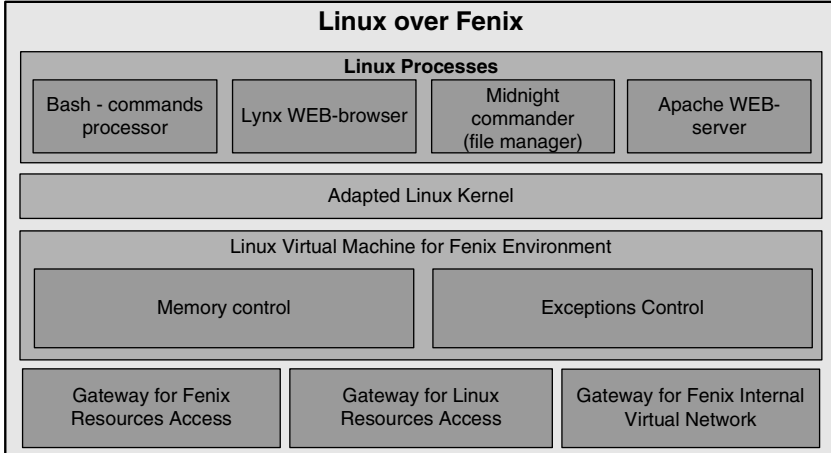 Linux over Fenix
Linux Processes
Bash - commands
processor
Lynx WEB-browser
Midnight
commander
(file manager)
Apache WEB-
server
Adapted Linux Kernel
Linux Virtual Machine for Fenix Environment
Memory control
Exceptions Control
Gateway for Fenix
Resources Access
Gateway for Linux
Resources Access
Gateway for Fenix Internal
Virtual Network